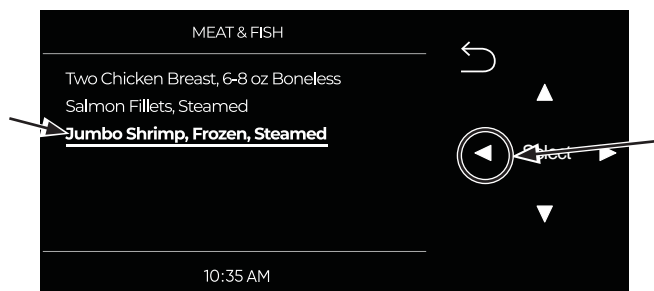 MEAT & FISH
Two Chicken Breast, 6-8 oz Boneless
Salmon Fillets, Steamed
Jumbo Shrimp, Frozen, Steamed
Select
10:35 AM